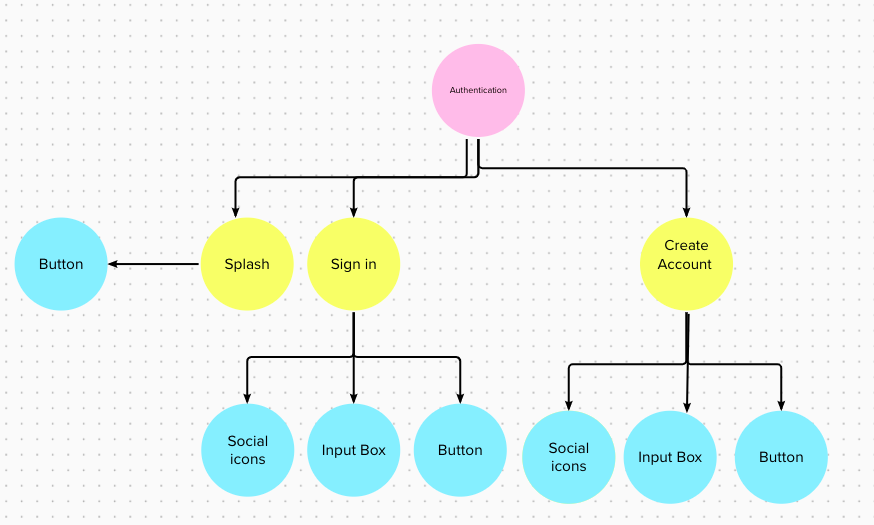 Authentication
Button
Splash
Sign in
Create
Account
Social
icons
Input Box
Button
Social
icons
Input Box
Button